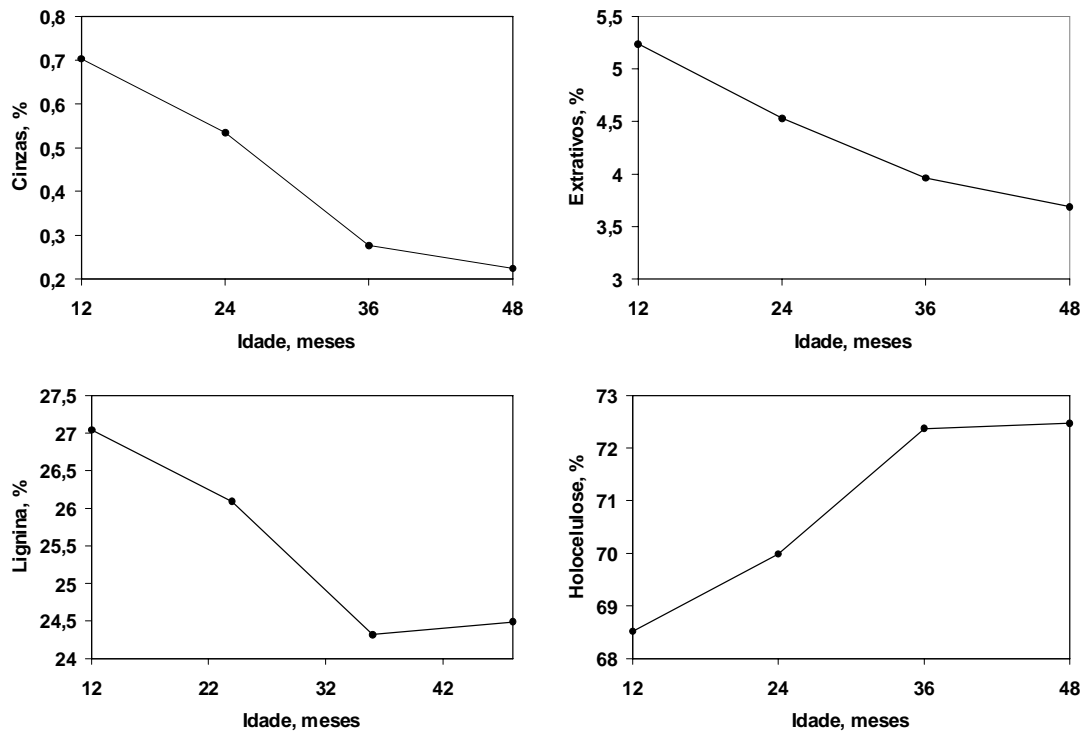 0,8
0,7
0,6
0,5
0,4
0,3
0,2
Cinzas, %
12 24 36 48
Idade, meses
5,5
5
4,5
4
3,5
3
Extrativos, %
12 24 36 48
Idade, meses
27,5
27
26,5
26
25,5
25
24,5
24
Lignina, %
12 22 32 42
Idade, meses
73
72
71
70
69
68
Holocelulose, %
12 24 36 48
Idade, meses